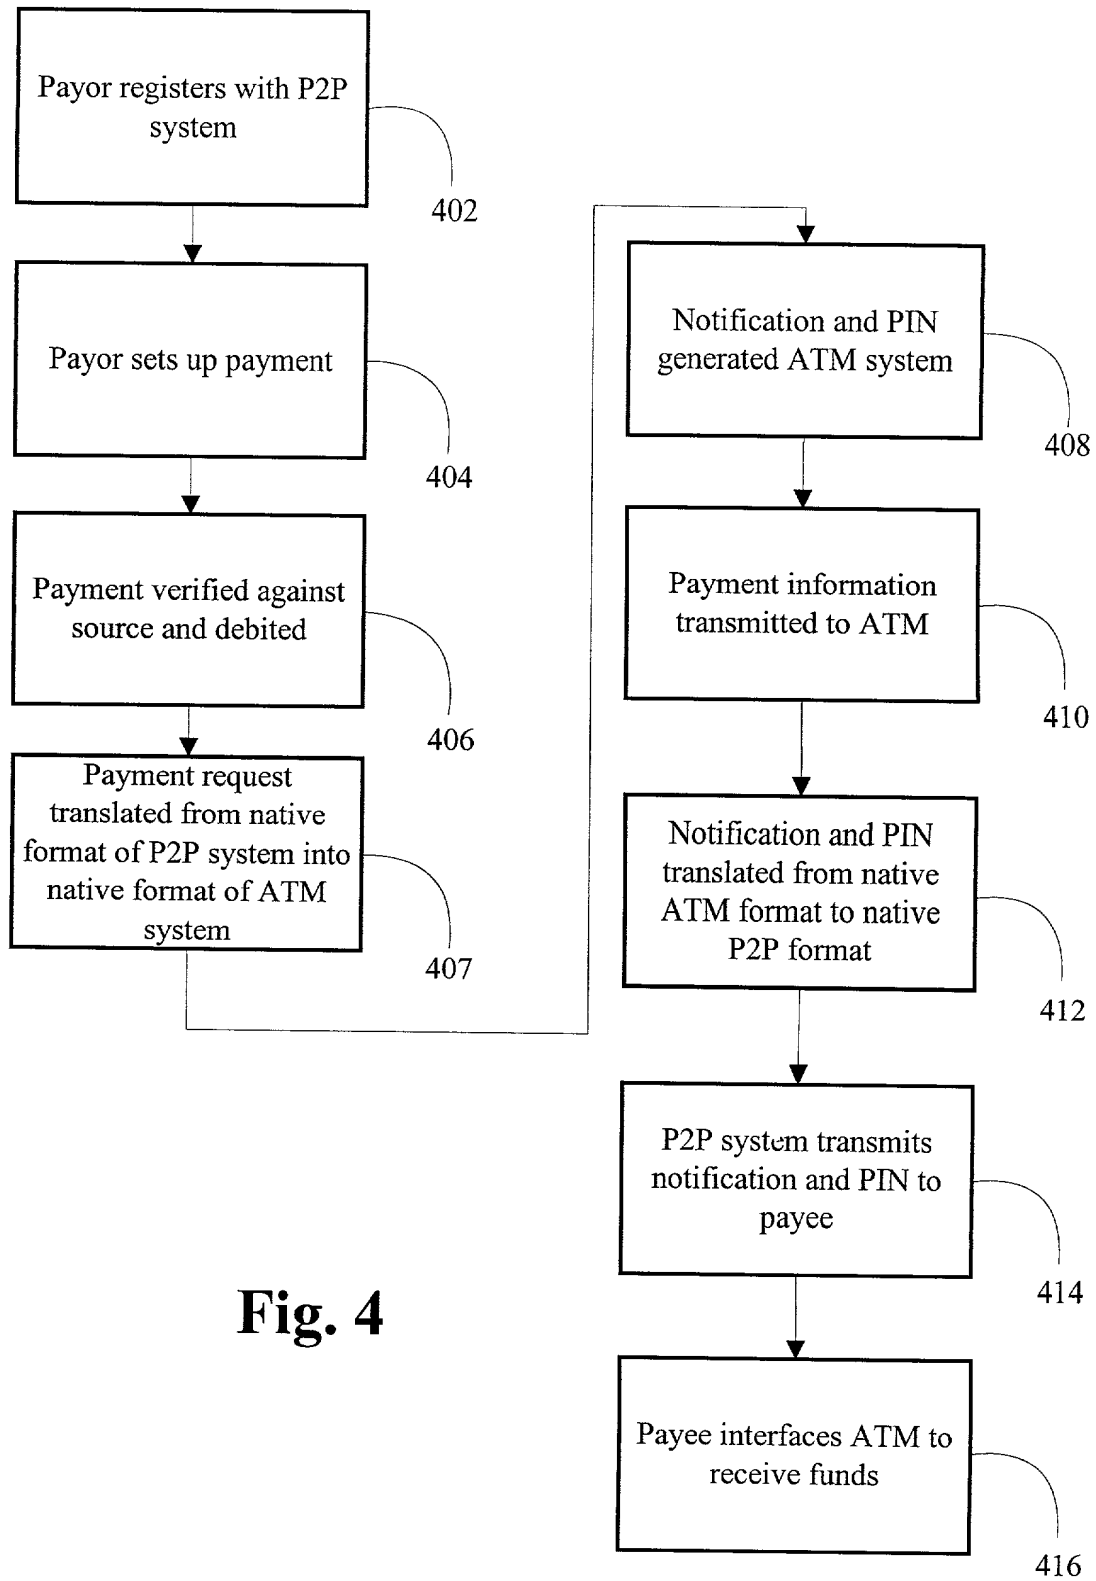 Payor registers with P2P
system
402
Payor sets up payment
404
Payment verified against
source and debited
406
Payment request
translated from native
format of P2P system into
native format of ATM
system
407
Notification and PIN
generated ATM system
408
Payment information
transmitted to ATM
410
Notification and PIN
translated from native
ATM format to native
P2P format
412
P2P system transmits
notification and PIN to
payee
414
Payee interfaces ATM to
receive funds
416
Fig. 4